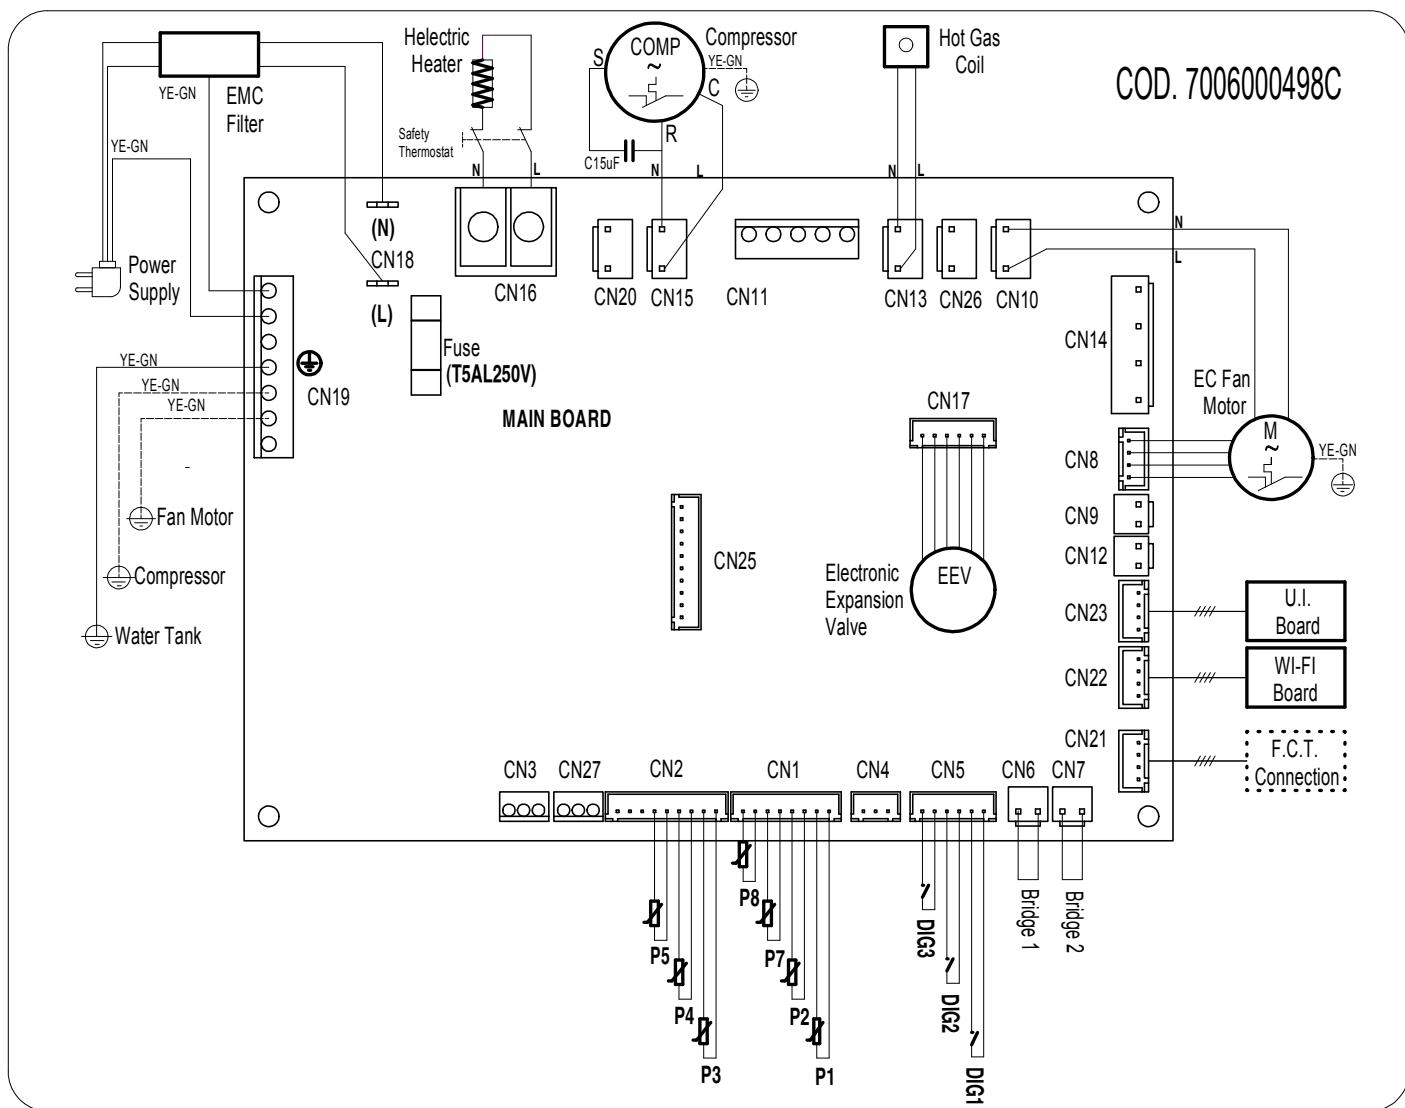 COD. 7006000498C
Helectric
Heater
COMP
~
Compressor
YE-GN
S
C
R
Hot Gas
Coil
YE-GN
EMC
Filter
YE-GN
Safety
Thermostat
C15uF
N
L
N
L
N
L
N
L
(N)
CN18
(L)
Power
Supply
CN16
CN20
CN15
CN11
CN13
CN26
CN10
CN14
Fuse
(T5AL250V)
CN19
YE-GN
YE-GN
YE-GN
MAIN BOARD
CN17
EC Fan
Motor
M
~
YE-GN
CN8
CN9
CN12
Fan Motor
Compressor
Water Tank
CN25
Electronic
Expansion
Valve
EEV
CN23
U.I.
Board
CN22
WI-FI
Board
CN21
F.C.T.
Connection
CN3
CN27
CN2
CN1
CN4
CN5
CN6
CN7
P8
P5
P7
P4
P2
P3
P1
DIG3
DIG2
DIG1
Bridge 1
Bridge 2